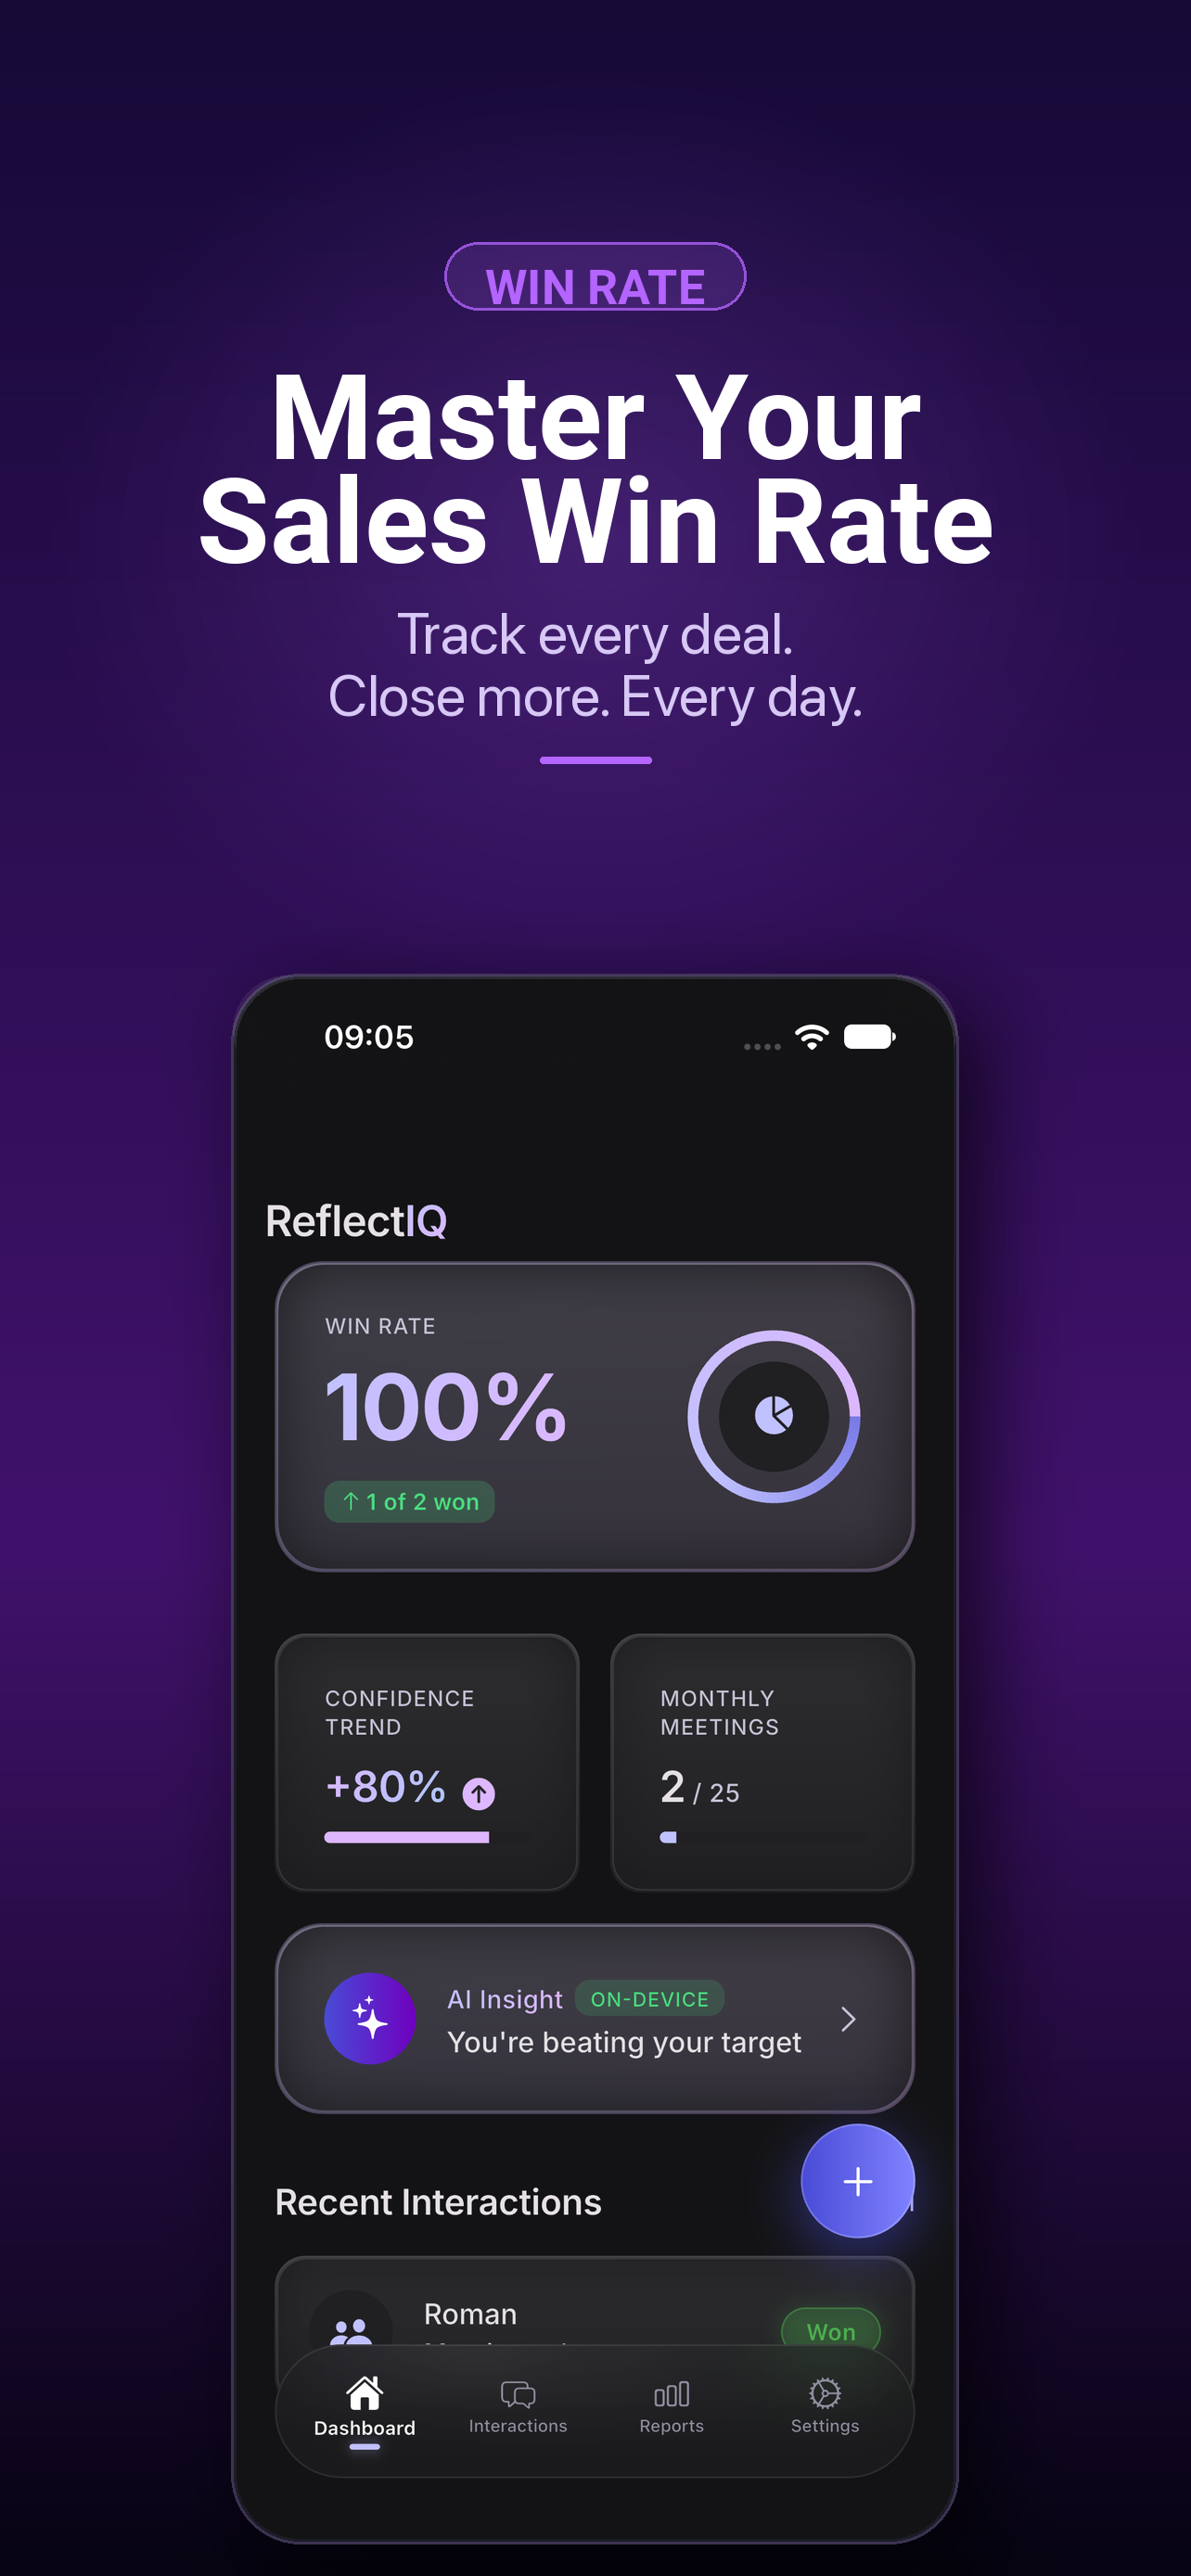 WIN RATE
Master Your
Sales Win Rate
Track every deal.
Close more. Every day.
09:05
ReflectIQ
WIN RATE
100%
↑ 1 of 2 won
CONFIDENCE
TREND
+80%
MONTHLY
MEETINGS
2 / 25
AI Insight ON-DEVICE
You're beating your target
Recent Interactions
Roman
Won
Dashboard
Interactions
Reports
Settings